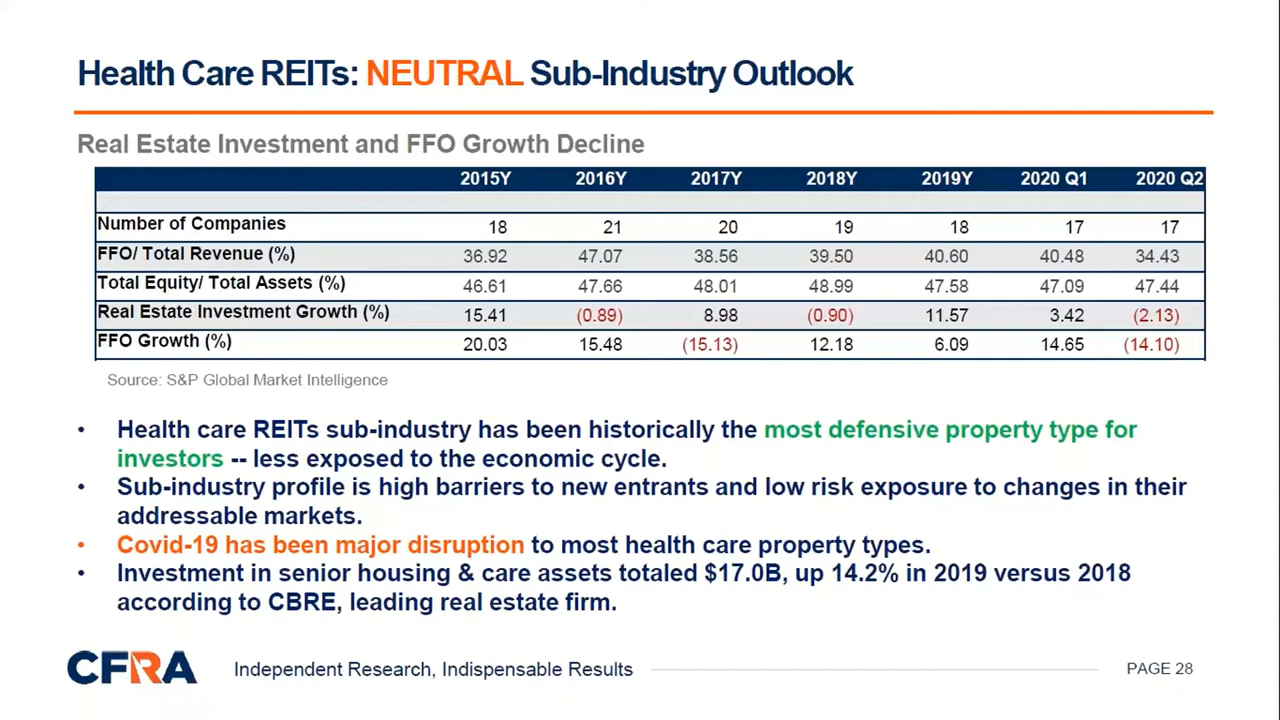 Health Care REITs: NEUTRAL Sub-Industry Outlook
Real Estate Investment and FFO Growth Decline
2015Y 2016Y 2017Y 2018Y 2019Y 2020 Q1 2020 Q2
Number of Companies 18 21 20 19 18 17 17
FFO/ Total Revenue (%) 36.92 47.07 38.56 39.50 40.60 40.48 34.43
Total Equity/ Total Assets (%) 46.61 47.66 48.01 48.99 47.58 47.09 47.44
Real Estate Investment Growth (%) 15.41 (0.89) 8.98 (0.90) 11.57 3.42 (2.13)
FFO Growth (%) 20.03 15.48 (15.13) 12.18 6.09 14.65 (14.10)
Source: S&P Global Market Intelligence
• Health care REITs sub-industry has been historically the most defensive property type for
investors -- less exposed to the economic cycle.
• Sub-industry profile is high barriers to new entrants and low risk exposure to changes in their
addressable markets.
• Covid-19 has been major disruption to most health care property types.
• Investment in senior housing & care assets totaled $17.0B, up 14.2% in 2019 versus 2018
according to CBRE, leading real estate firm.
CFRA Independent Research, Indispensable Results PAGE 28